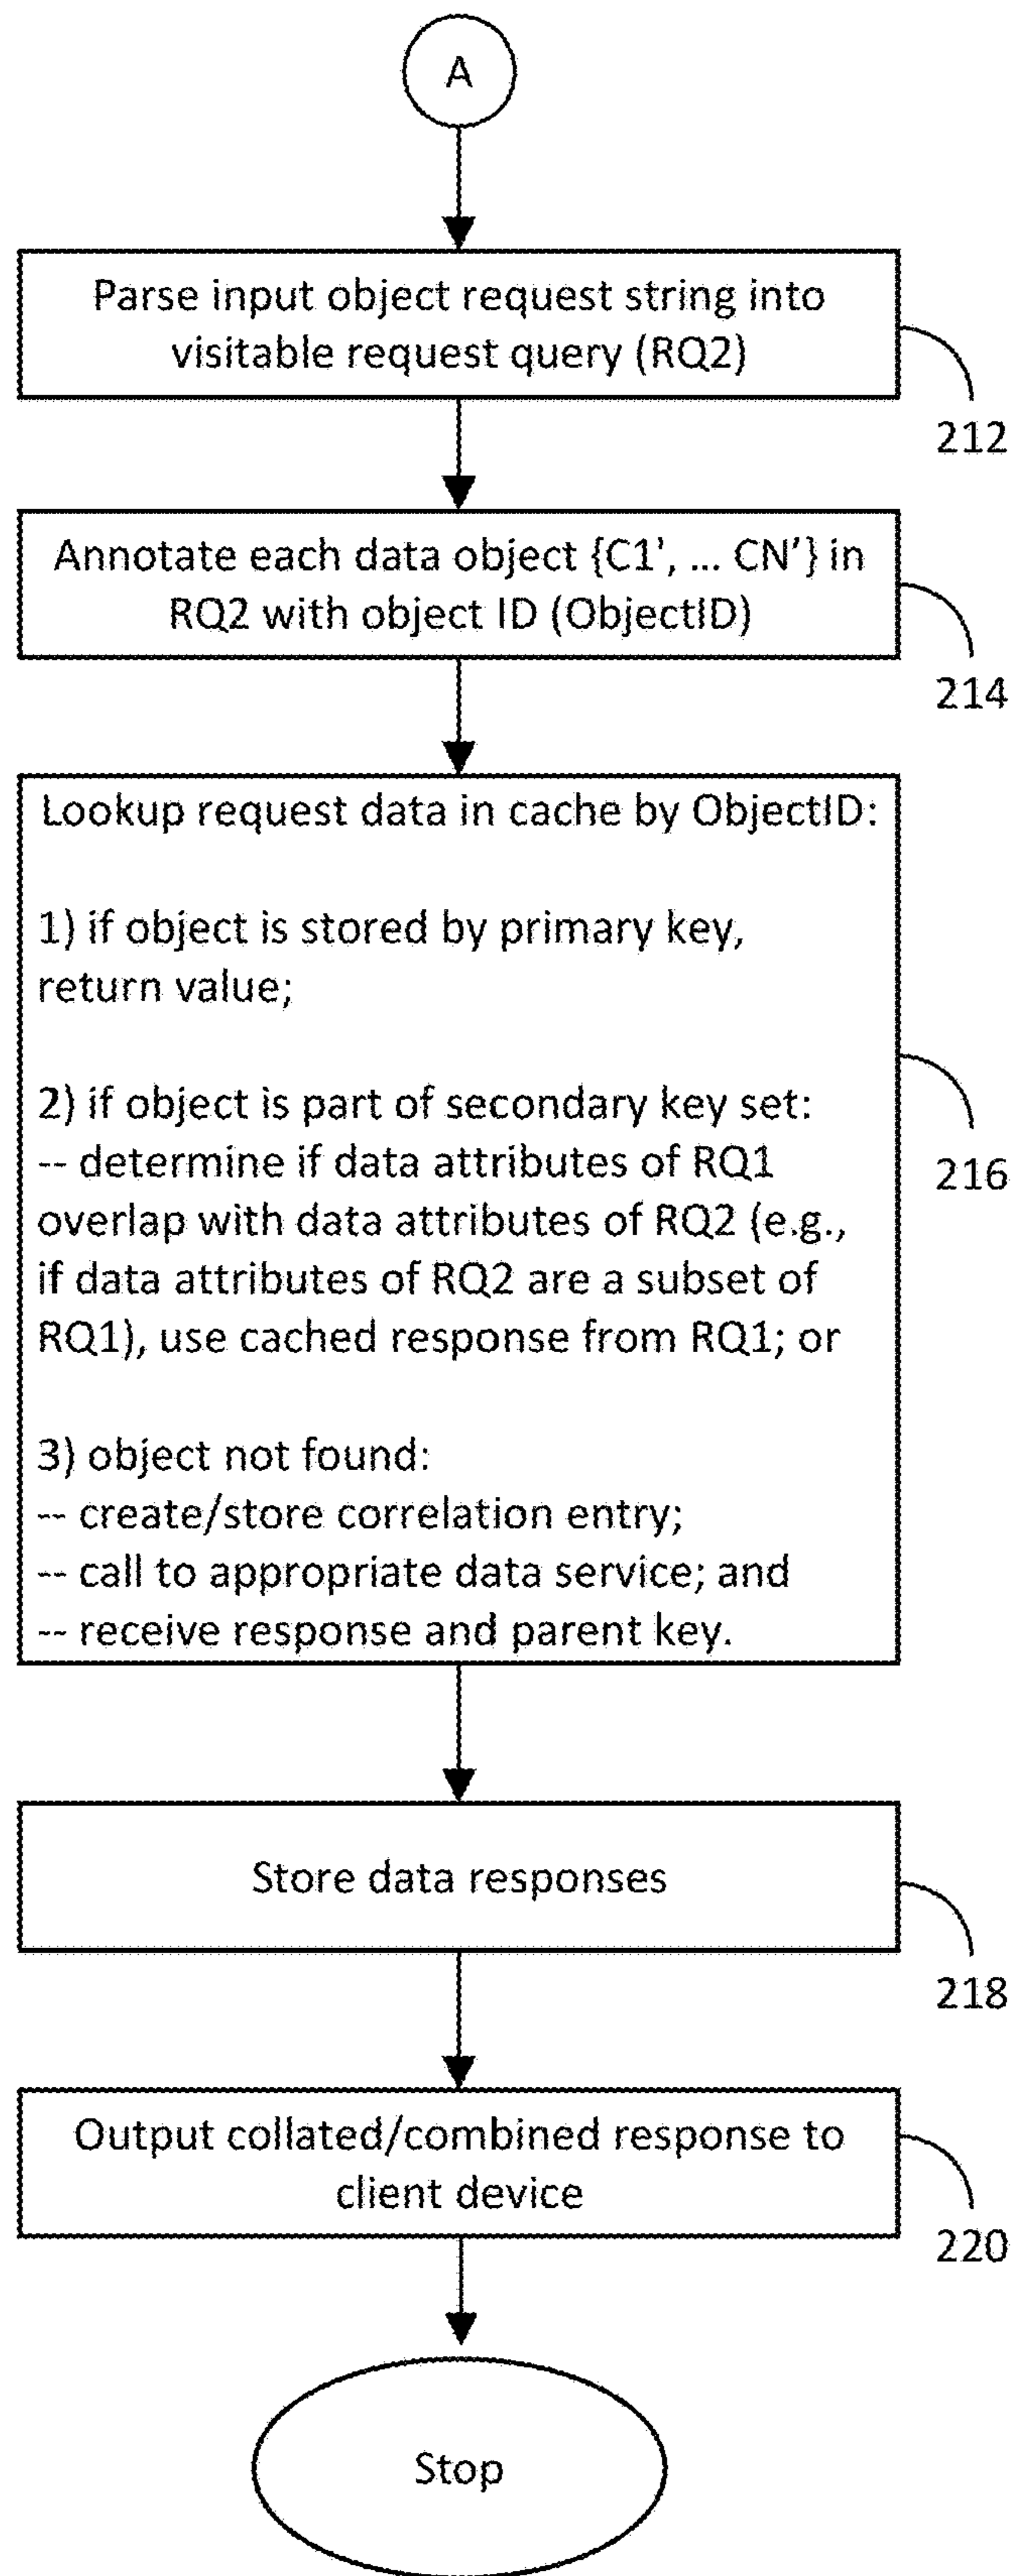 A
Parse input object request string into
visitable request query (RQ2)
212
Annotate each data object {C1', ... CN’} in
RQ2 with object ID (ObjectID)
214
Lookup request data in cache by ObjectID:
1) if object is stored by primary key,
return value;
2) if object is part of secondary key set:
-- determine if data attributes of RQ1
overlap with data attributes of RQ2 (e.g.,
if data attributes of RQ2 are a subset of
RQ1), use cached response from RQ1; or
3) object not found:
-- create/store correlation entry;
-- call to appropriate data service; and
-- receive response and parent key.
216
Store data responses
218
Output collated/combined response to
client device
220
Stop